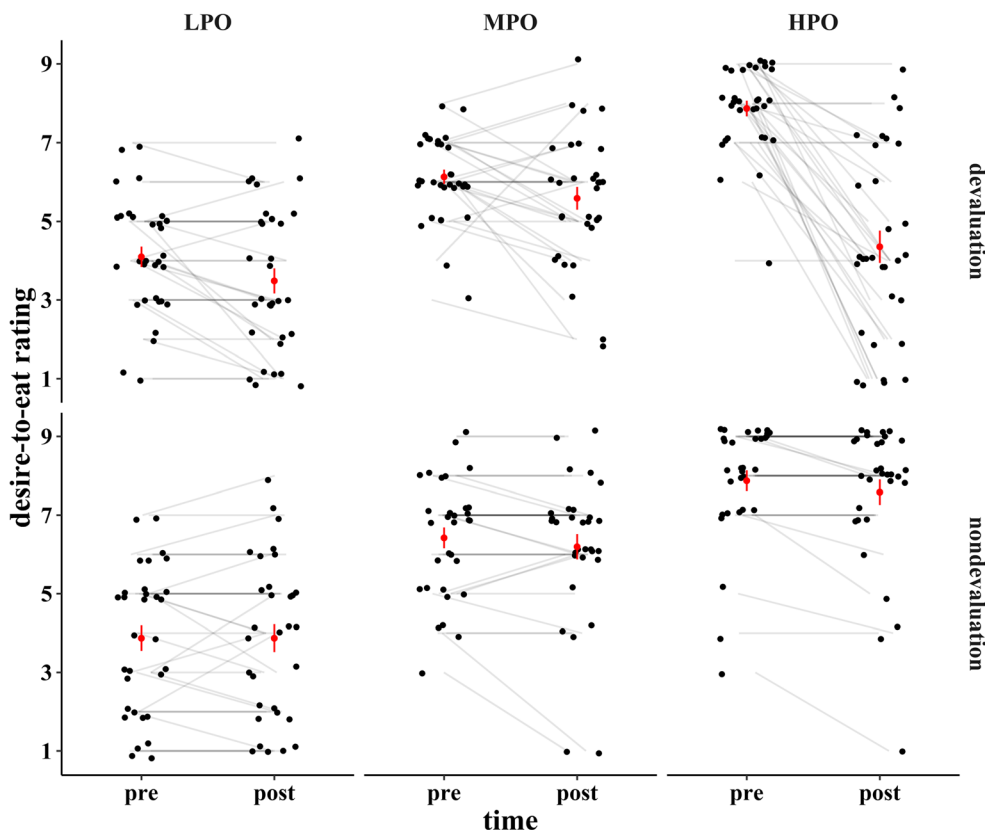 LPO MPO HPO
desire-to-eat rating
9
7
5
3
1
devaluation
9
7
5
3
1
nondevaluation
pre post pre post pre post
time